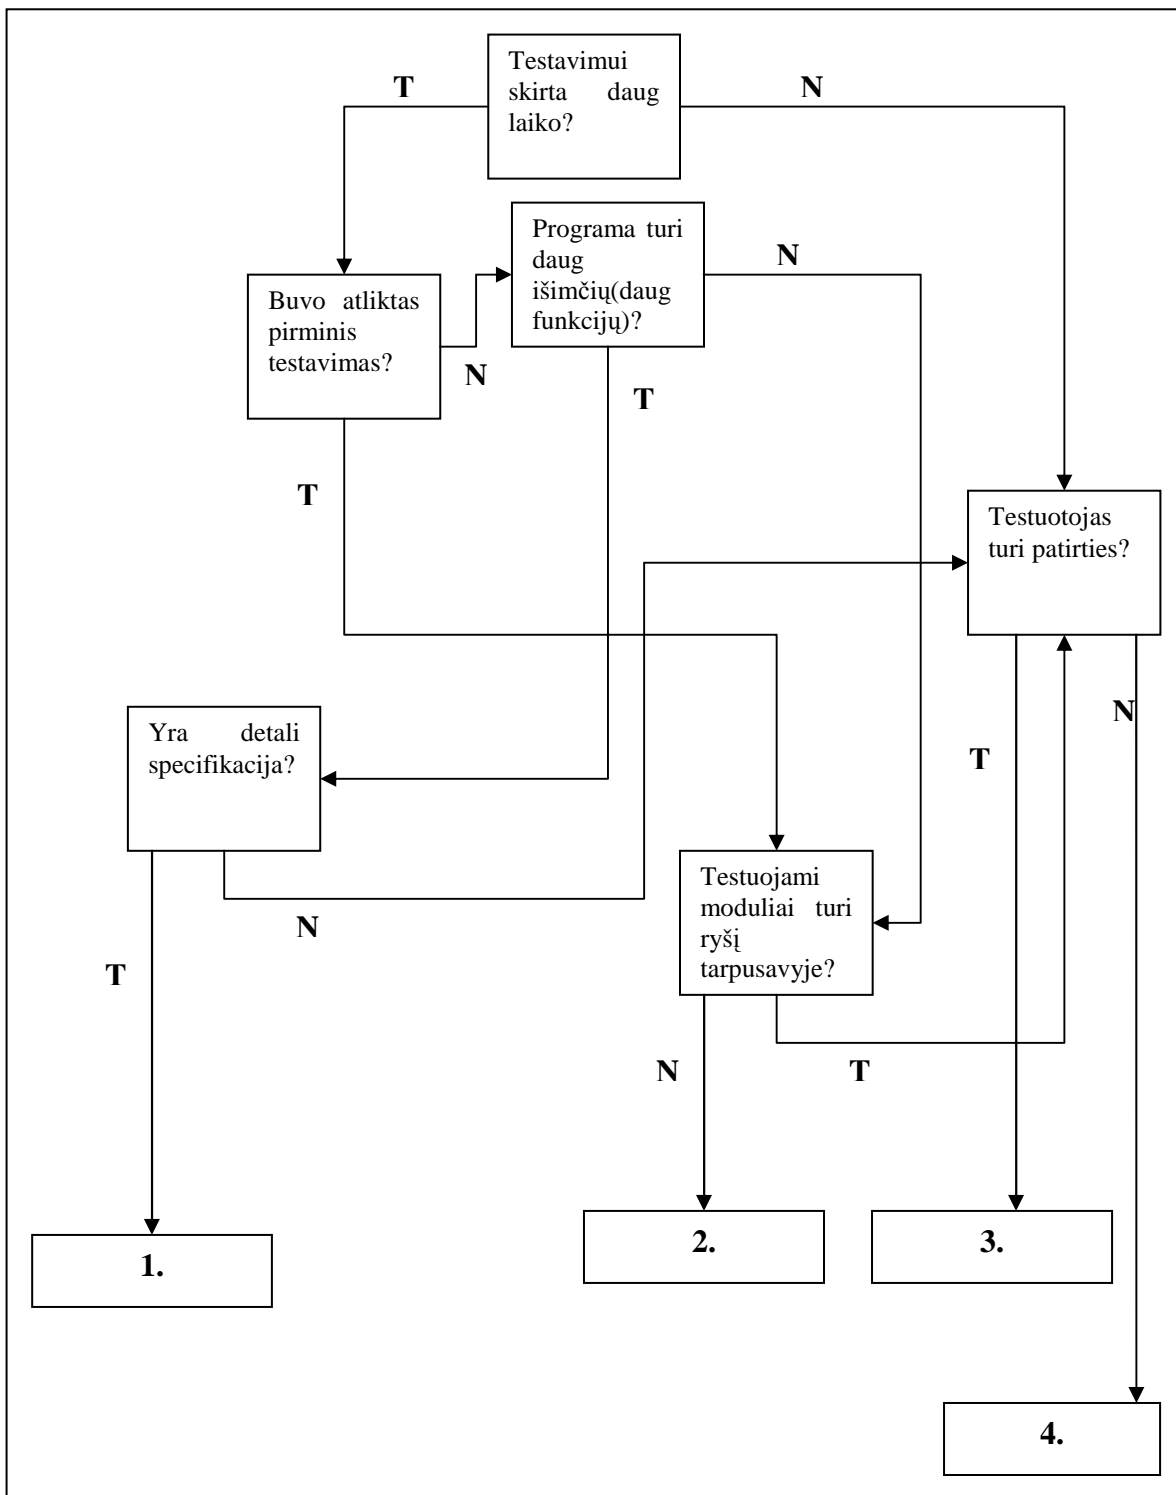 Testavimui
skirta daug
laiko?
T
N
Programa turi
daug
išimčių(daug
funkcijų)?
N
Buvo atliktas
pirminis
testavimas?
N
T
T
Testuotojas
turi patirties?
N
Yra detali
specifikacija?
T
Testuojami
moduliai turi
ryšį
tarpusavyje?
N
T
N
T
1.
2.
3.
4.